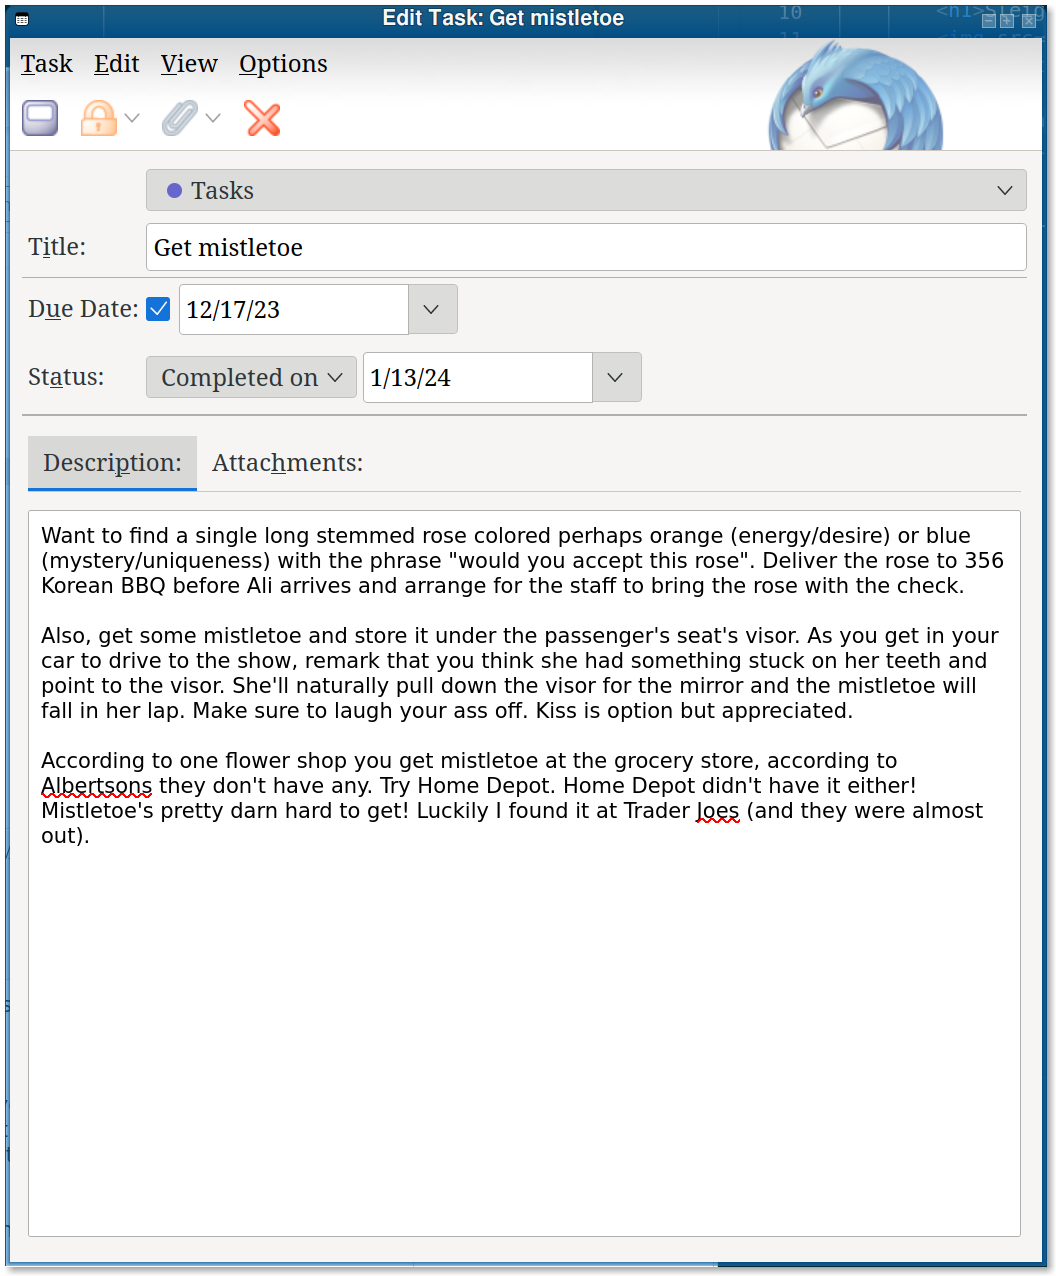 Edit Task: Get mistletoe
10
Task Edit View Options
Tasks
Title: Get mistletoe
Due Date: 12/17/23
Status: Completed on 1/13/24
Description: Attachments:
Want to find a single long stemmed rose colored perhaps orange (energy/desire) or blue
(mystery/uniqueness) with the phrase "would you accept this rose". Deliver the rose to 356
Korean BBQ before Ali arrives and arrange for the staff to bring the rose with the check.
Also, get some mistletoe and store it under the passenger's seat's visor. As you get in your
car to drive to the show, remark that you think she had something stuck on her teeth and
point to the visor. She'll naturally pull down the visor for the mirror and the mistletoe will
fall in her lap. Make sure to laugh your ass off. Kiss is option but appreciated.
According to one flower shop you get mistletoe at the grocery store, according to
Albertsons they don't have any. Try Home Depot. Home Depot didn't have it either!
Mistletoe's pretty darn hard to get! Luckily I found it at Trader Joes (and they were almost
out).